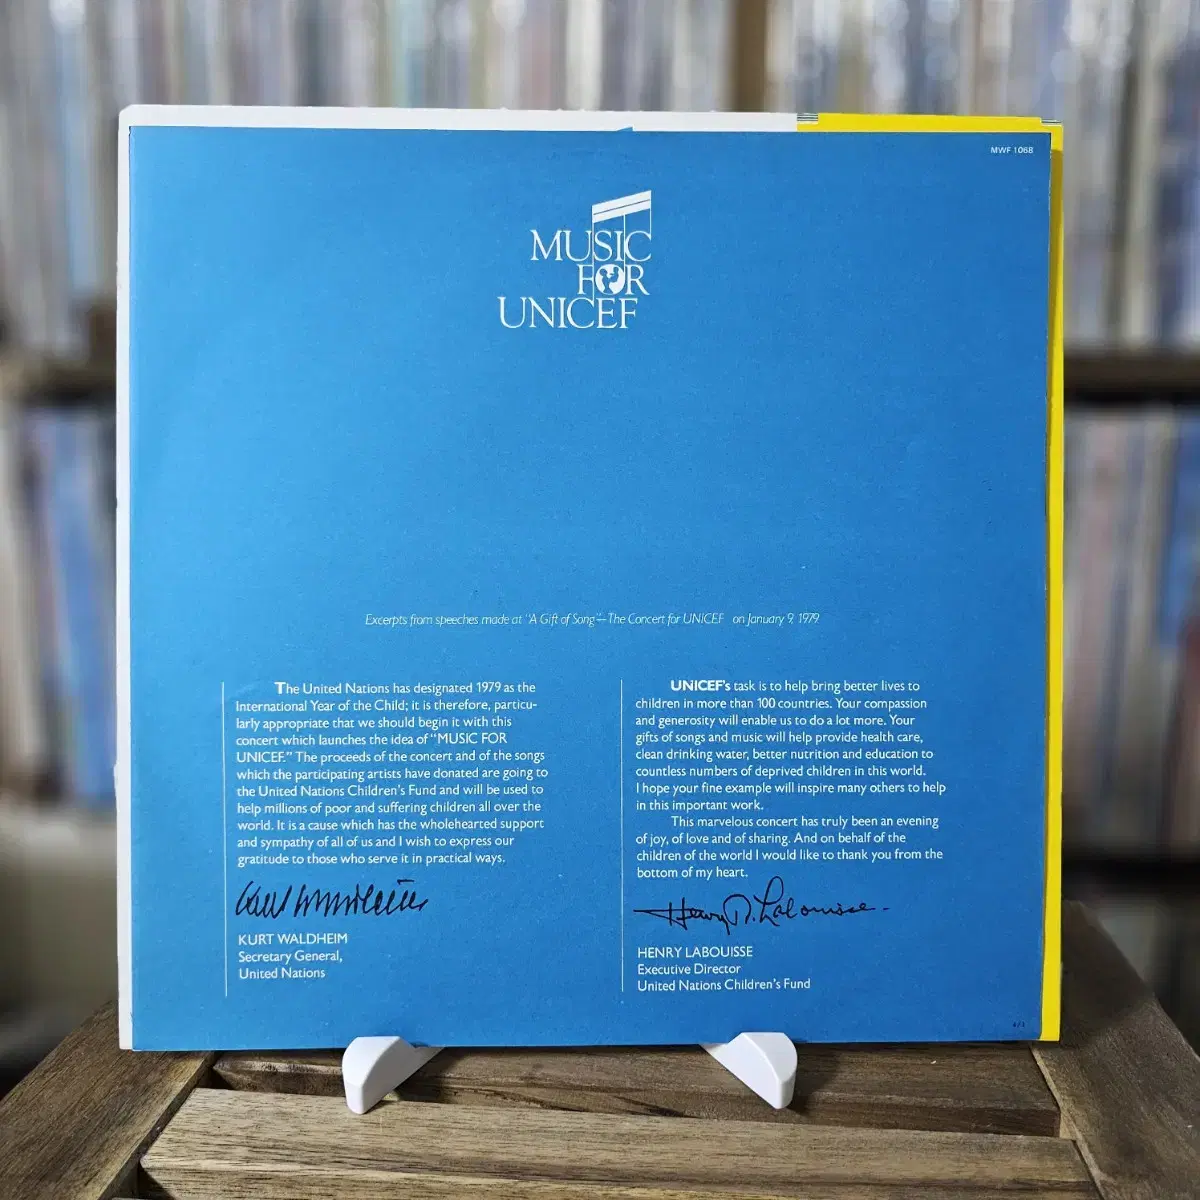 MWF 1068
MUSIC
FOR
UNICEF
Excerpts from speeches made at "A Gift of Song"—The Concert for UNICEF on January 9, 1979
The United Nations has designated 1979 as the
International Year of the Child; it is therefore, particu-
larly appropriate that we should begin it with this
concert which launches the idea of "MUSIC FOR
UNICEF." The proceeds of the concert and of the songs
which the participating artists have donated are going to
the United Nations Children's Fund and will be used to
help millions of poor and suffering children all over the
world. It is a cause which has the wholehearted support
and sympathy of all of us and I wish to express our
gratitude to those who serve it in practical ways.
Kurt Waldheim
KURT WALDHEIM
Secretary General,
United Nations
UNICEF's task is to help bring better lives to
children in more than 100 countries. Your compassion
and generosity will enable us to do a lot more. Your
gifts of songs and music will help provide health care,
clean drinking water, better nutrition and education to
countless numbers of deprived children in this world.
I hope your fine example will inspire many others to help
in this important work.
This marvelous concert has truly been an evening
of joy, of love and of sharing. And on behalf of the
children of the world I would like to thank you from the
bottom of my heart.
Henry R. Labouisse
HENRY LABOUISSE
Executive Director
United Nations Children's Fund